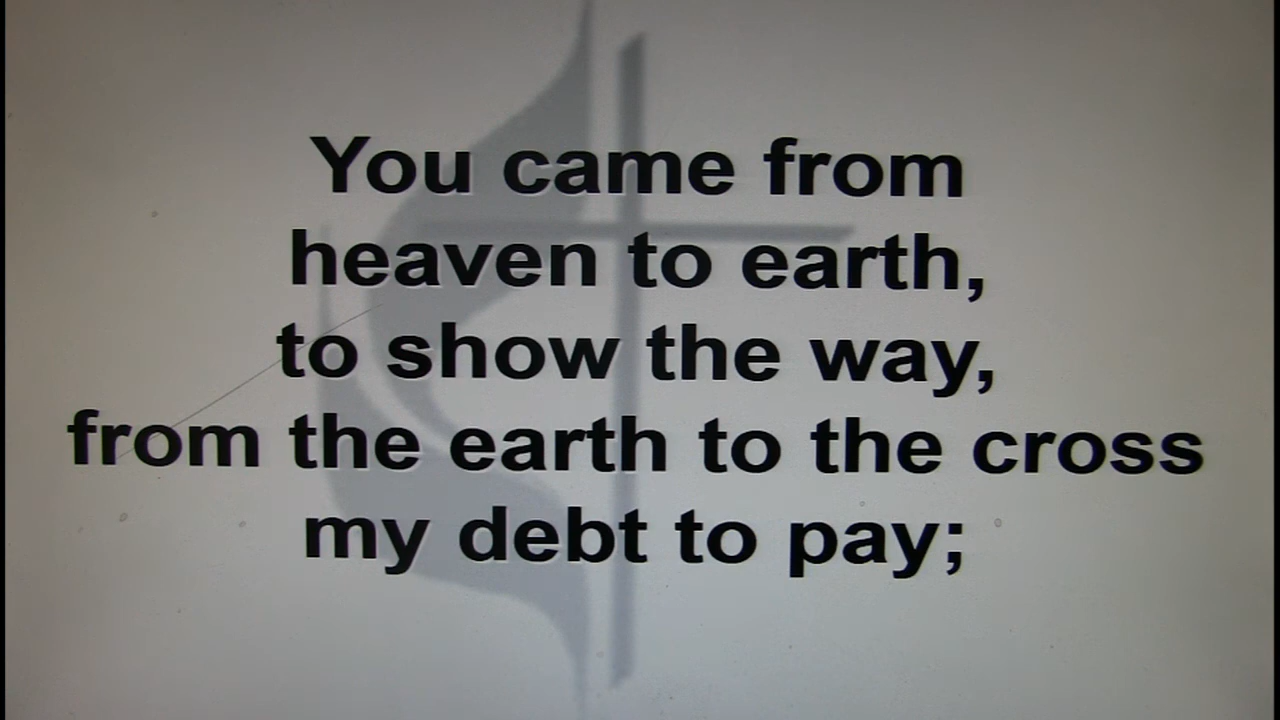 You came from
heaven to earth,
to show the way,
from the earth to the cross
my debt to pay;